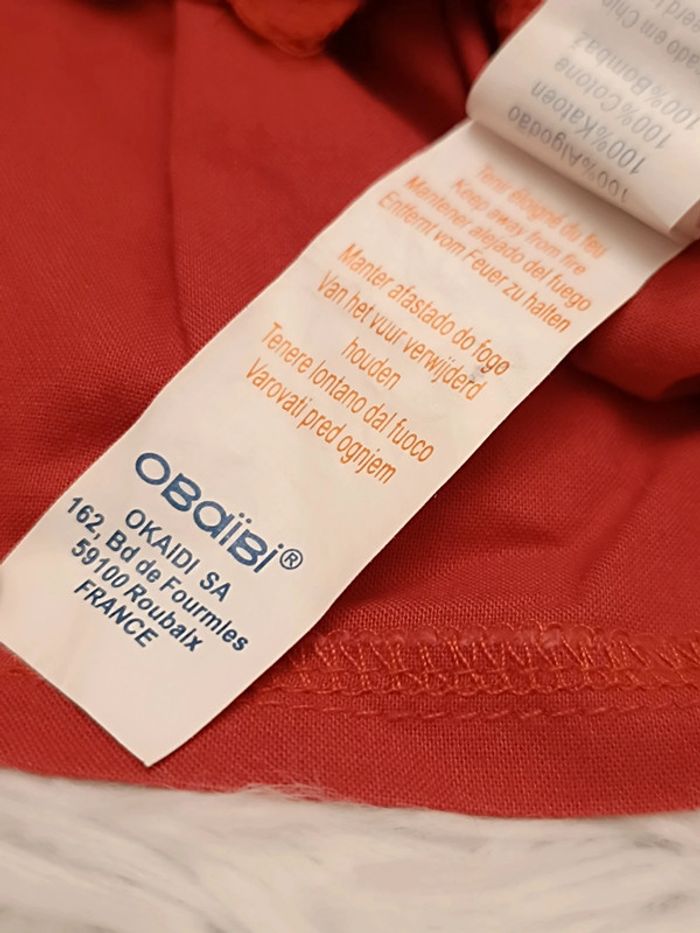 100%Bombaž
100%Cotone
100%Katoen
100%Algodão
Tenir éloigné du feu
Keep away from fire
Mantener alejado del fuego
Entfernt vom Feuer zu halten
Manter afastado do fogo
Van het vuur verwijderd
houden
Tenere lontano dal fuoco
Varovati pred ognjem
OBaïBi®
OKAIDI SA
162, Bd de Fourmies
59100 Roubaix
FRANCE